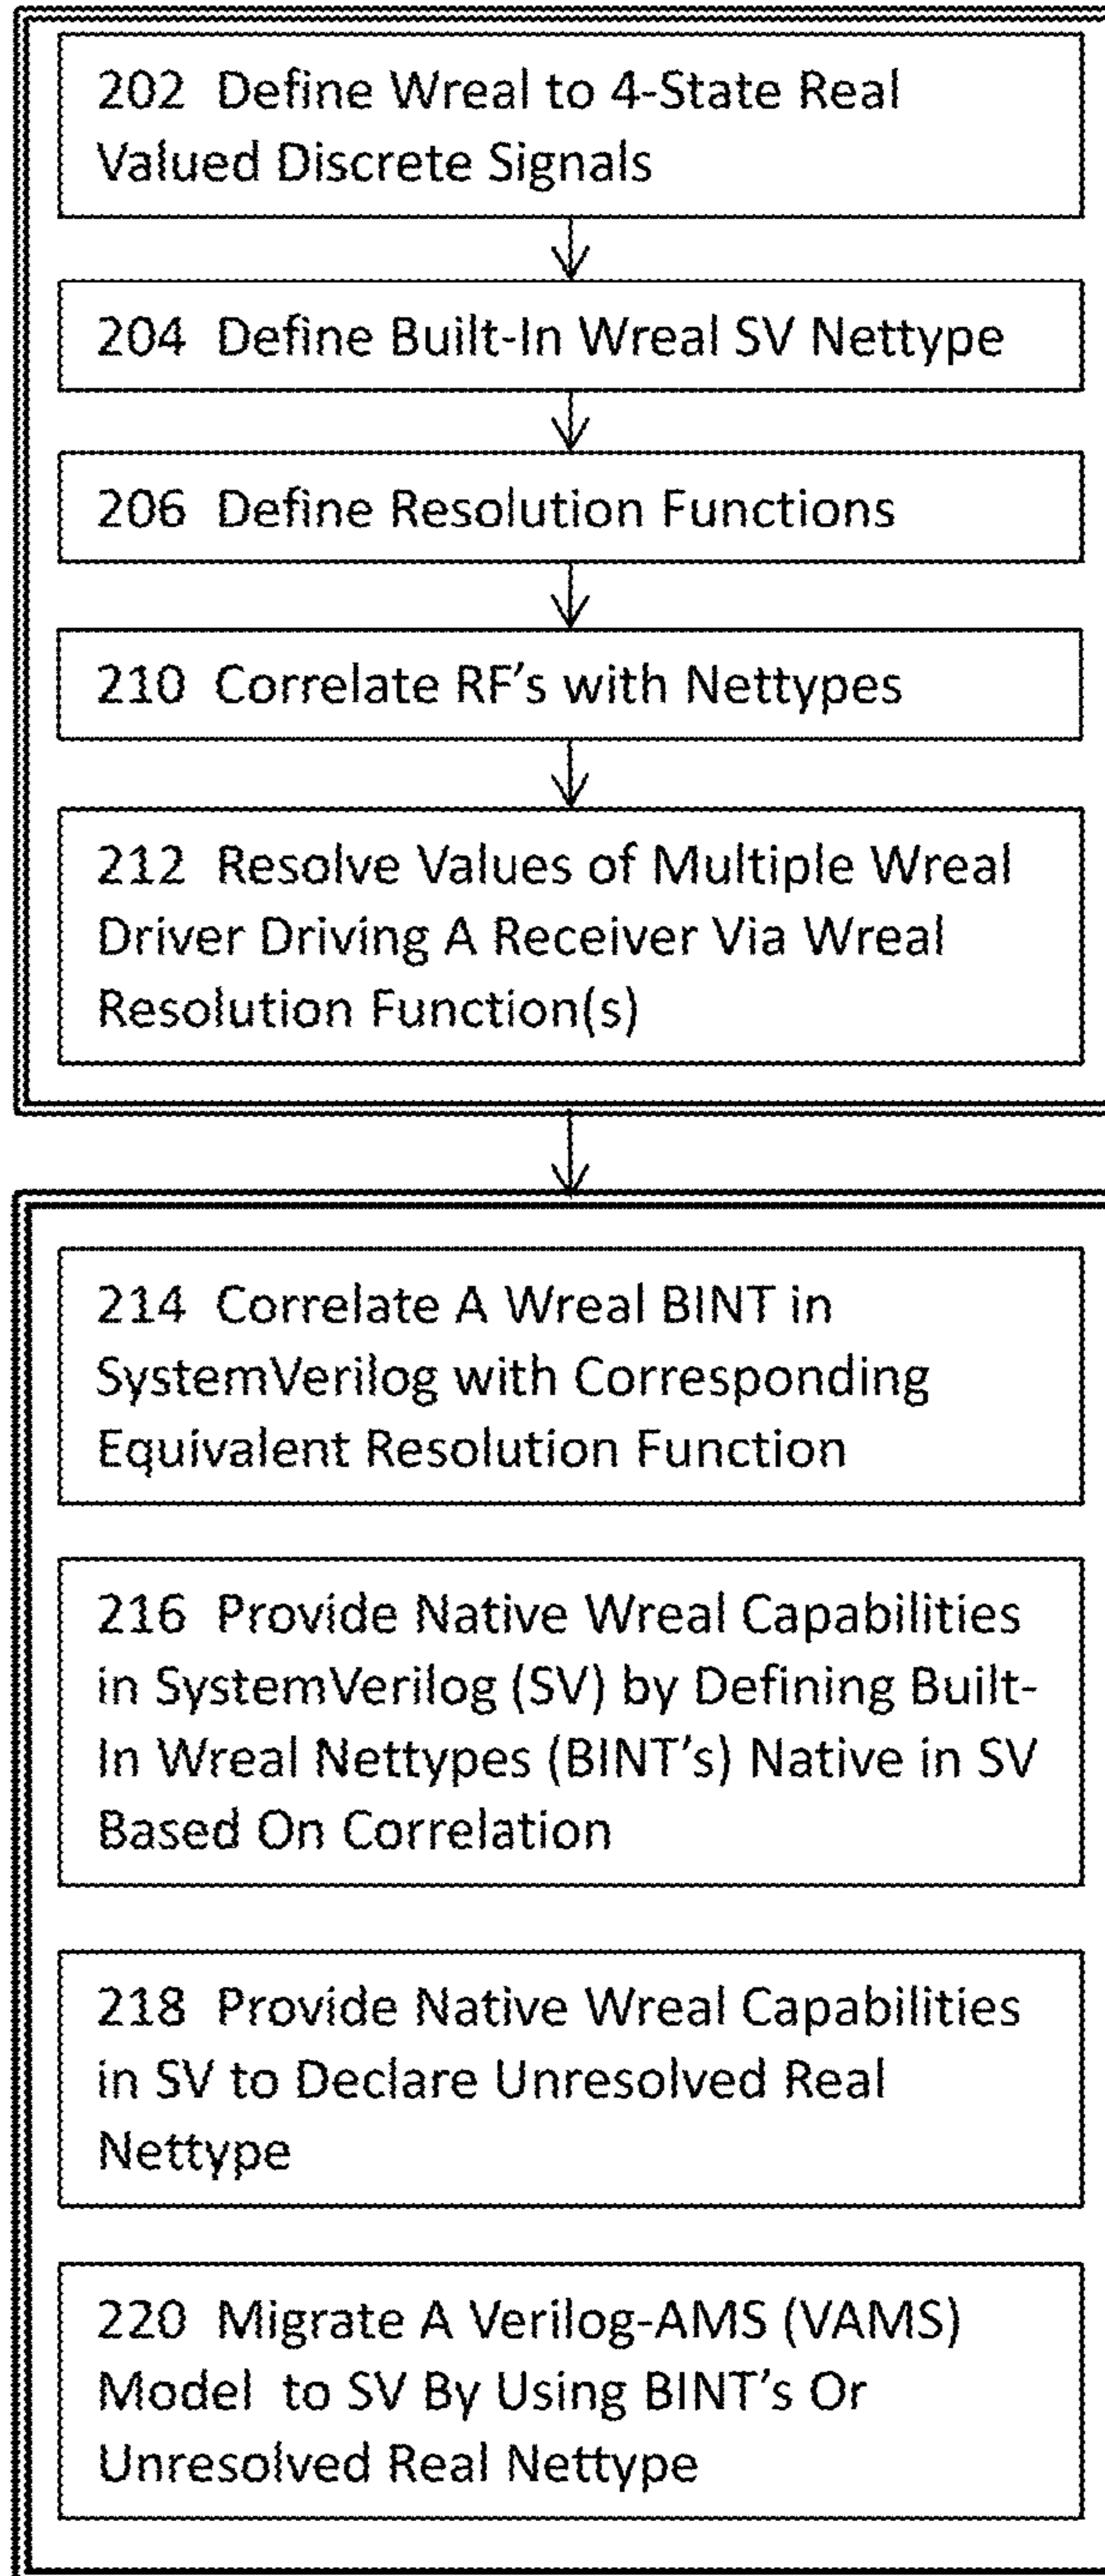 202 Define Wreal to 4-State Real
Valued Discrete Signals
204 Define Built-In Wreal SV Nettype
206 Define Resolution Functions
210 Correlate RF's with Nettypes
212 Resolve Values of Multiple Wreal
Driver Driving A Receiver Via Wreal
Resolution Function(s)
214 Correlate A Wreal BINT in
SystemVerilog with Corresponding
Equivalent Resolution Function
216 Provide Native Wreal Capabilities
in SystemVerilog (SV) by Defining Built-
In Wreal Nettypes (BINT's) Native in SV
Based On Correlation
218 Provide Native Wreal Capabilities
in SV to Declare Unresolved Real
Nettype
220 Migrate A Verilog-AMS (VAMS)
Model to SV By Using BINT's Or
Unresolved Real Nettype